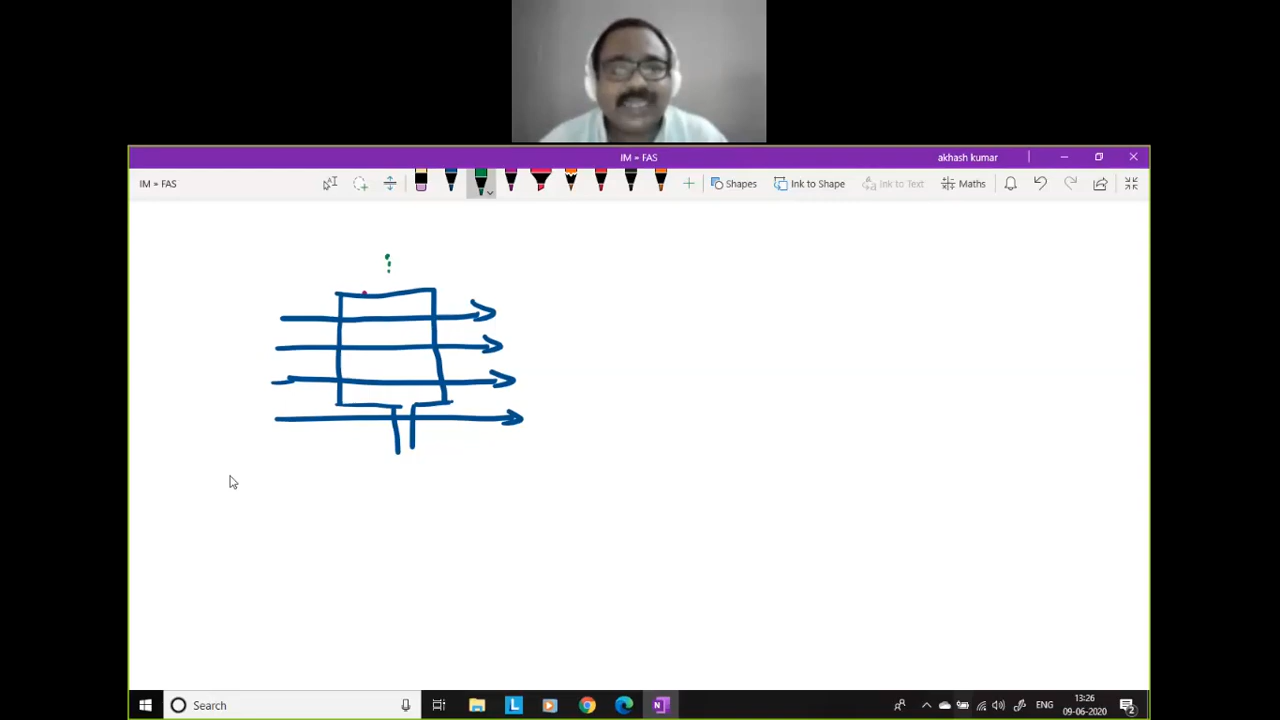 IM = FAS
akhash kumar
IM = FAS
Shapes
Ink to Shape
Ink to Text
Maths
Search
L
ENG
13:26
09-06-2020
2